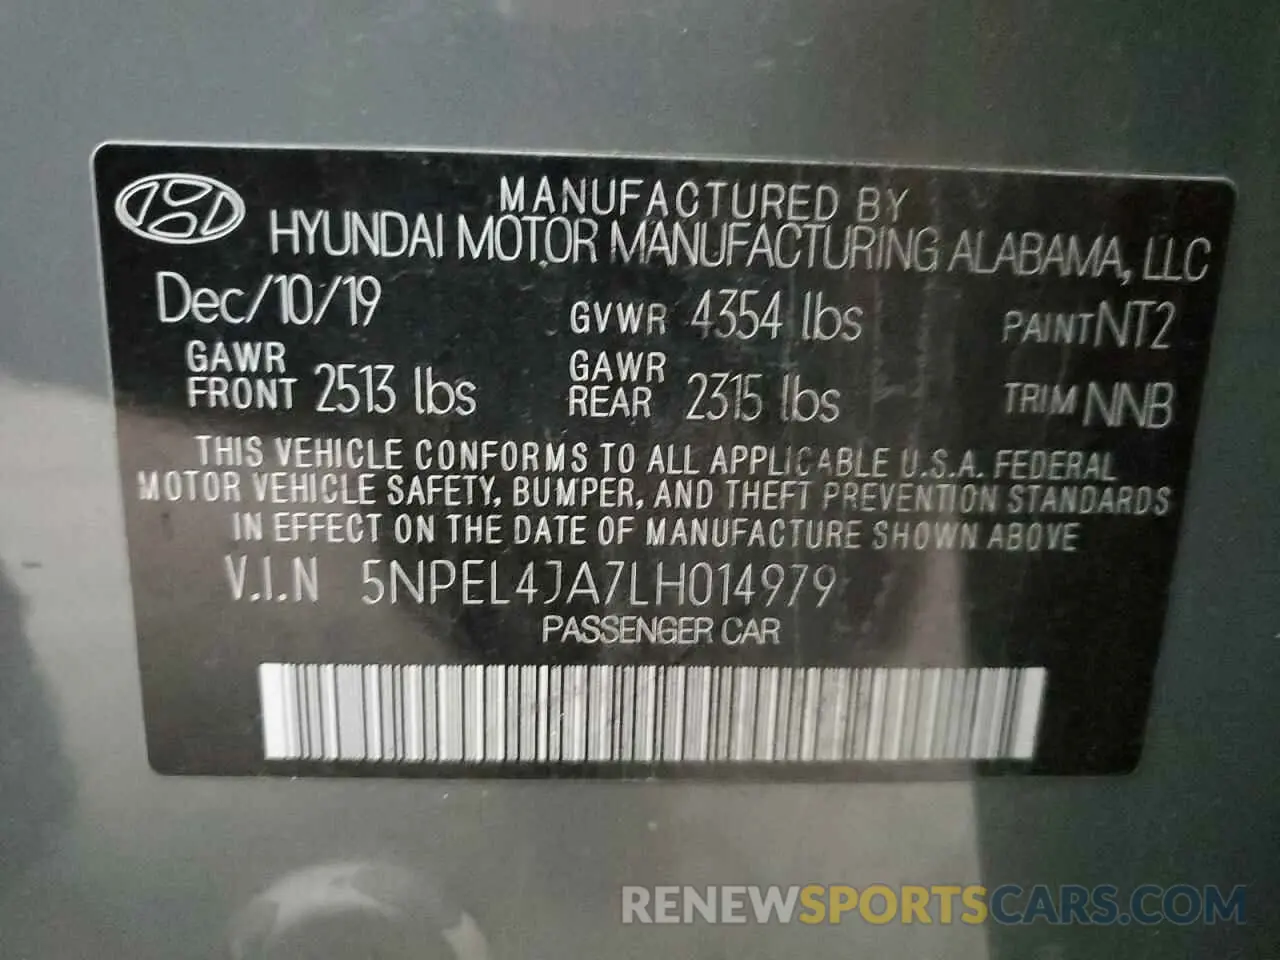 MANUFACTURED BY
HYUNDAI MOTOR MANUFACTURING ALABAMA, LLC
Dec/10/19 GVWR 4354 lbs PAINT NT2
GAWR FRONT 2513 lbs GAWR REAR 2315 lbs TRIM NNB
THIS VEHICLE CONFORMS TO ALL APPLICABLE U.S.A. FEDERAL
MOTOR VEHICLE SAFETY, BUMPER, AND THEFT PREVENTION STANDARDS
IN EFFECT ON THE DATE OF MANUFACTURE SHOWN ABOVE
V.I.N 5NPEL4JA7LH014979
PASSENGER CAR
RENEWSPORTSCARS.COM